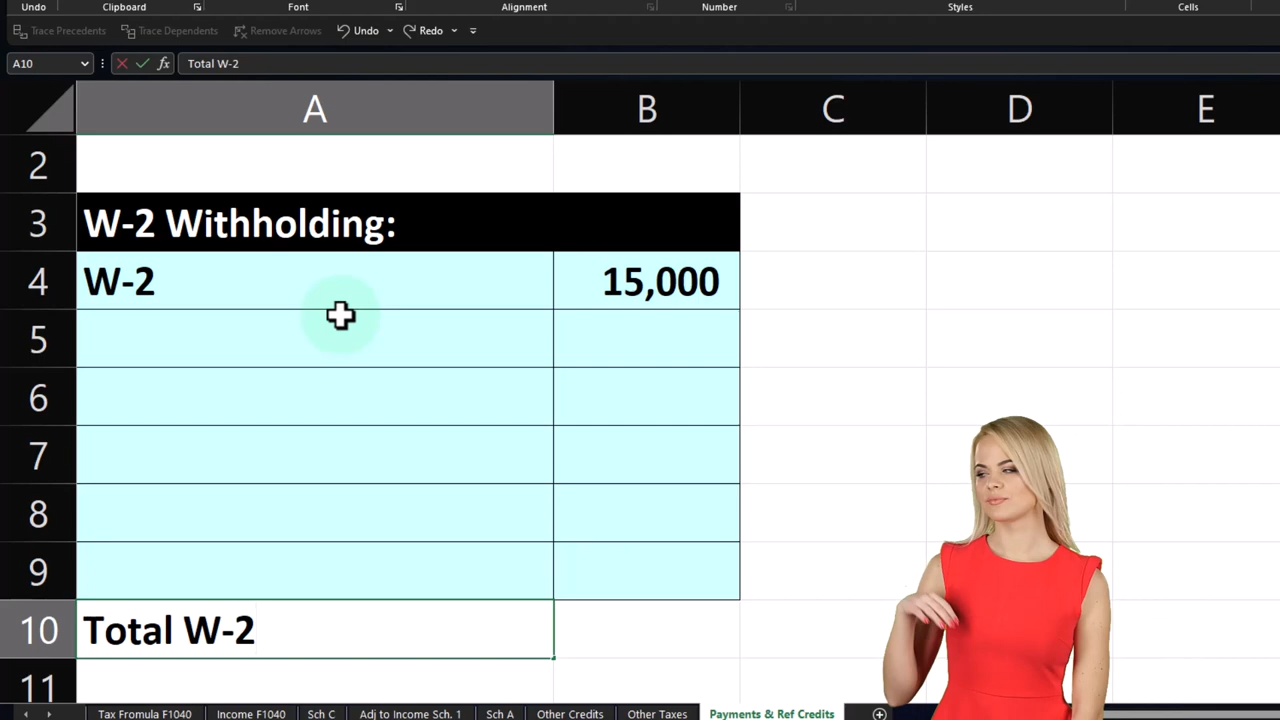 Undo Clipboard Font Alignment Number Styles Cells
Trace Precedents Trace Dependents Remove Arrows Undo Redo
A10 fx Total W-2
A B C D E
2
3 W-2 Withholding:
4 W-2 15,000
5
6
7
8
9
10 Total W-2
11
Tax Fromula F1040 Income F1040 Sch C Adj to Income Sch. 1 Sch A Other Credits Other Taxes Payments & Ref Credits